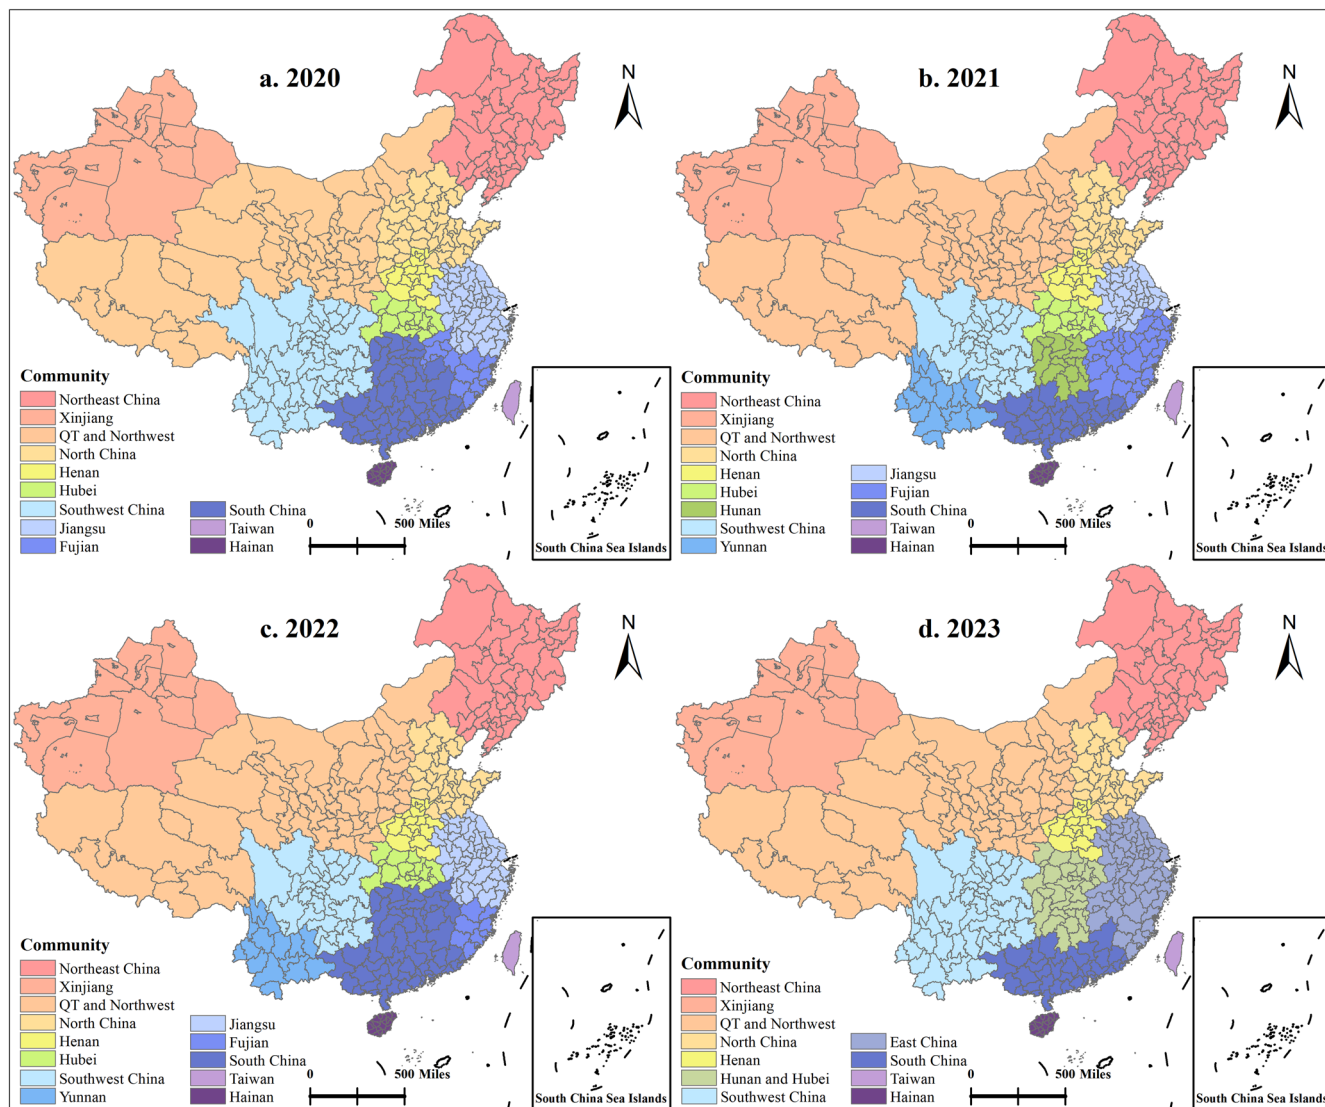 a. 2020
N
Community
Northeast China
Xinjiang
QT and Northwest
North China
Henan
Hubei
Southwest China
Jiangsu
Fujian
South China
Taiwan
Hainan
0
500 Miles
South China Sea Islands
b. 2021
N
Community
Northeast China
Xinjiang
QT and Northwest
North China
Henan
Hubei
Hunan
Southwest China
Yunnan
Jiangsu
Fujian
South China
Taiwan
Hainan
0
500 Miles
South China Sea Islands
c. 2022
N
Community
Northeast China
Xinjiang
QT and Northwest
North China
Henan
Hubei
Southwest China
Yunnan
Jiangsu
Fujian
South China
Taiwan
Hainan
0
500 Miles
South China Sea Islands
d. 2023
N
Community
Northeast China
Xinjiang
QT and Northwest
North China
Henan
Hunan and Hubei
Southwest China
East China
South China
Taiwan
Hainan
0
500 Miles
South China Sea Islands